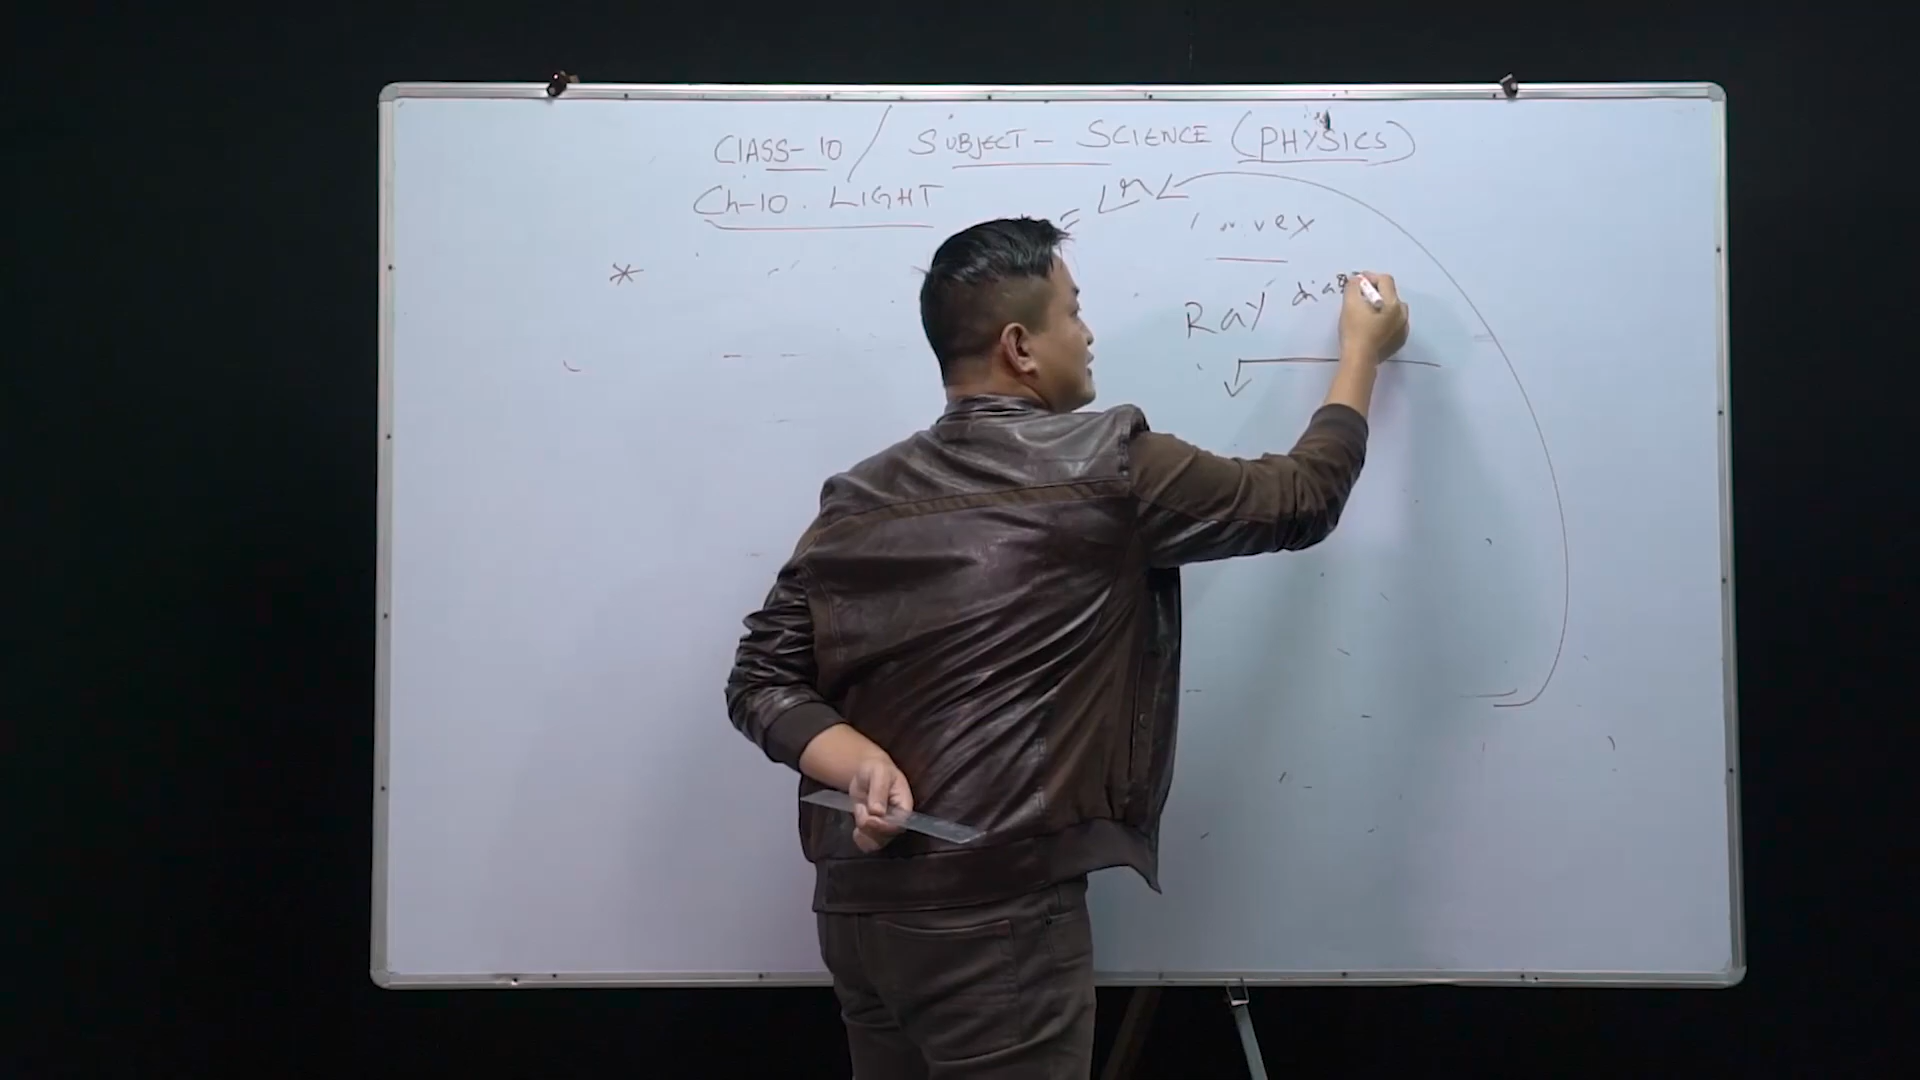 CLASS-10 / SUBJECT - SCIENCE (PHYSICS)
Ch-10. LIGHT
Ray